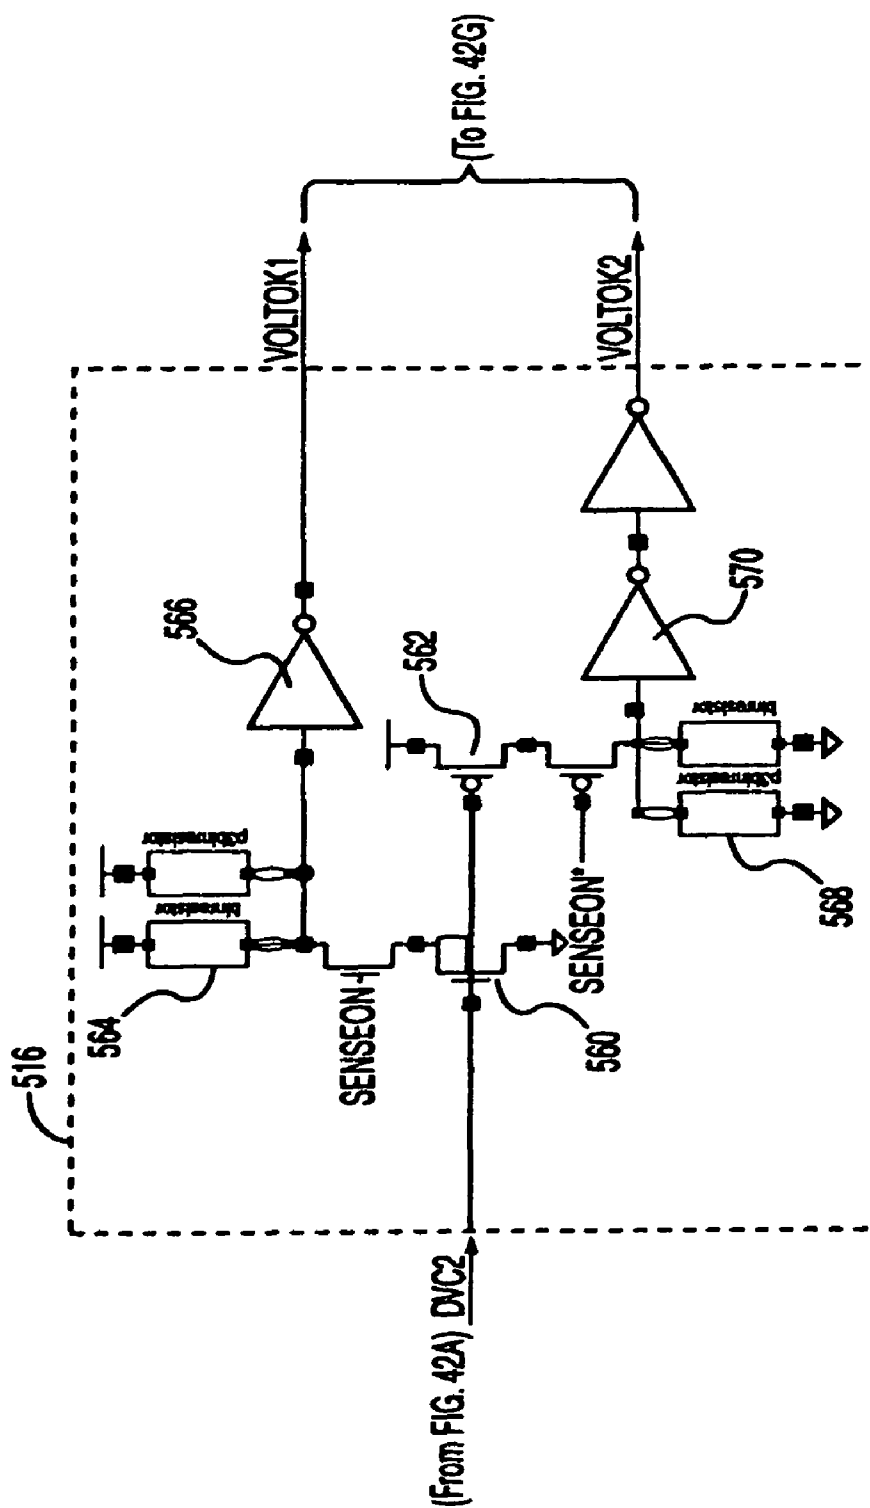 516
564
566
VOLTOK1
SENSEON
(From FIG. 42A)
DVC2
560
562
(To FIG. 42G)
SENSEON*
568
570
VOLTOK2